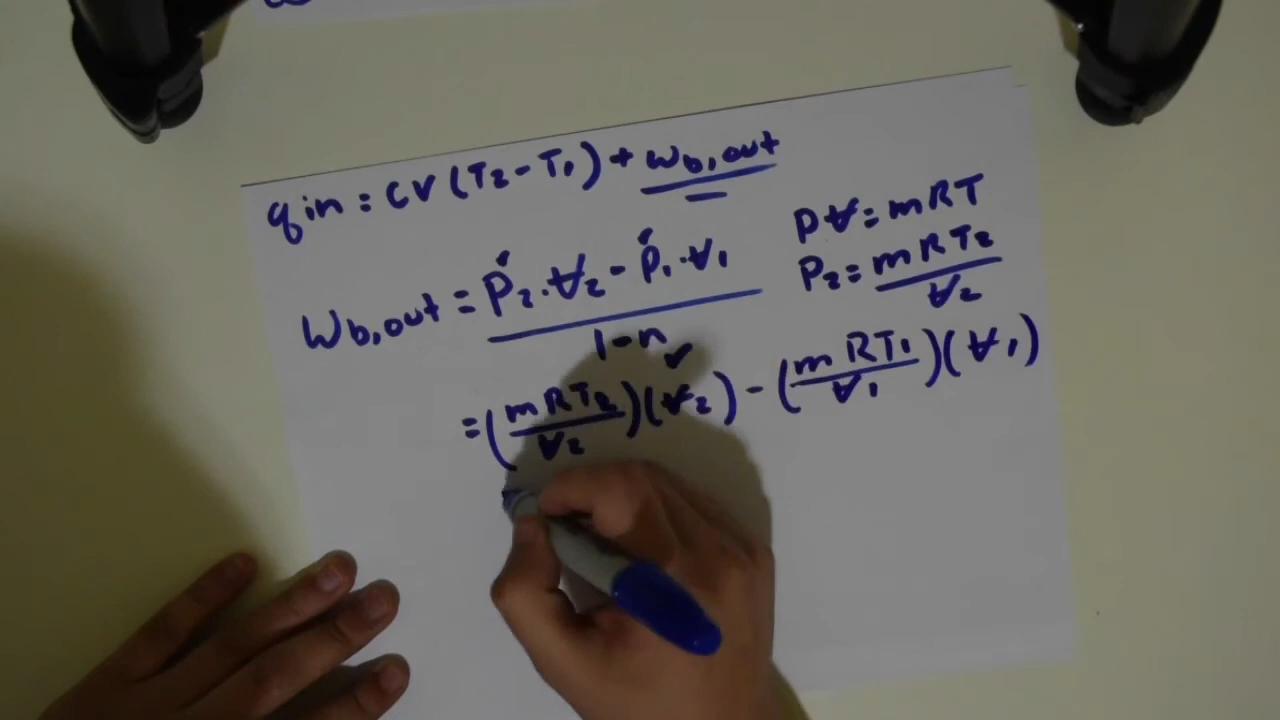 qin = CV (T2 - T1) + Wb,out
PV = mRT
Wb,out = P2·V2 - P1·V1
1-n
P2 = mRT2
V2
= (mRT2 / V2)(V2) - (mRT1 / V1)(V1)